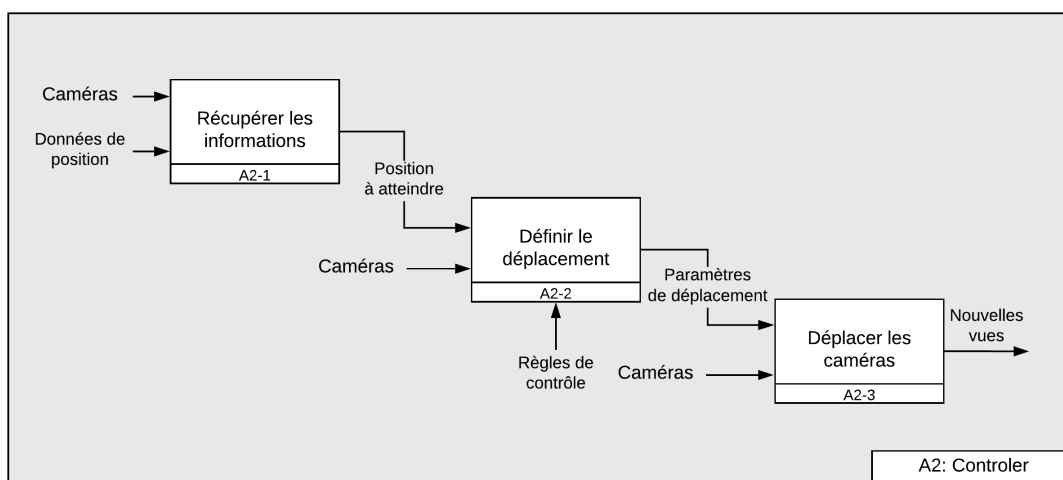 Caméras
Données de
position
Récupérer les
informations
A2-1
Position
à atteindre
Caméras
Définir le
déplacement
A2-2
Règles de
contrôle
Paramètres
de déplacement
Caméras
Déplacer les
caméras
A2-3
Nouvelles
vues
A2: Controler